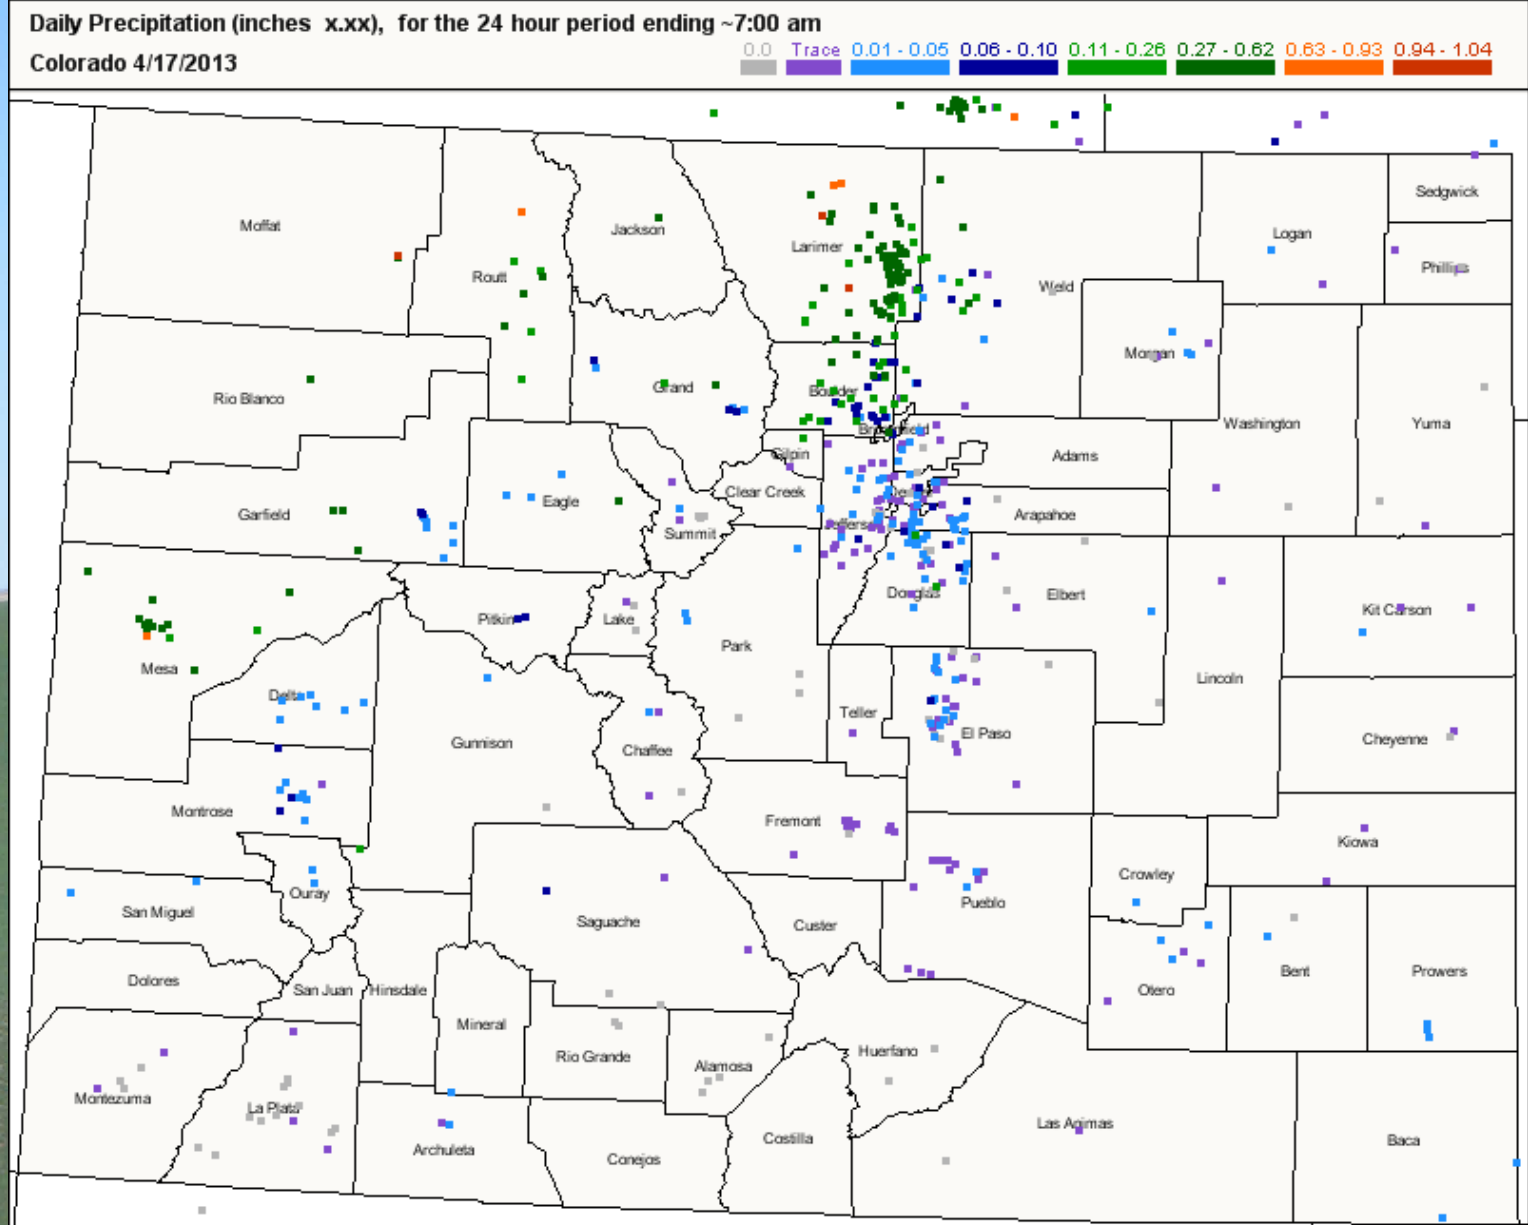 Daily Precipitation (inches x.xx), for the 24 hour period ending ~7:00 am
Colorado 4/17/2013
0.0 Trace 0.01 - 0.05 0.06 - 0.10 0.11 - 0.26 0.27 - 0.62 0.63 - 0.93 0.94 - 1.04
Sedgwick
Moffat
Jackson
Larimer
Logan
Routt
Phillips
Weld
Morgan
Rio Blanco
Grand
Boulder
Washington
Yuma
Broomfield
Gilpin
Adams
Clear Creek
Denver
Garfield
Eagle
Arapahoe
Jefferson
Summit
Pitkin
Lake
Douglas
Elbert
Kit Carson
Park
Mesa
Lincoln
Delta
Teller
Gunnison
Chaffee
El Paso
Cheyenne
Montrose
Fremont
Kiowa
Crowley
Ouray
Pueblo
San Miguel
Saguache
Custer
Dolores
San Juan
Hinsdale
Otero
Bent
Prowers
Mineral
Rio Grande
Huerfano
Alamosa
Montezuma
La Plata
Las Animas
Archuleta
Conejos
Costilla
Baca